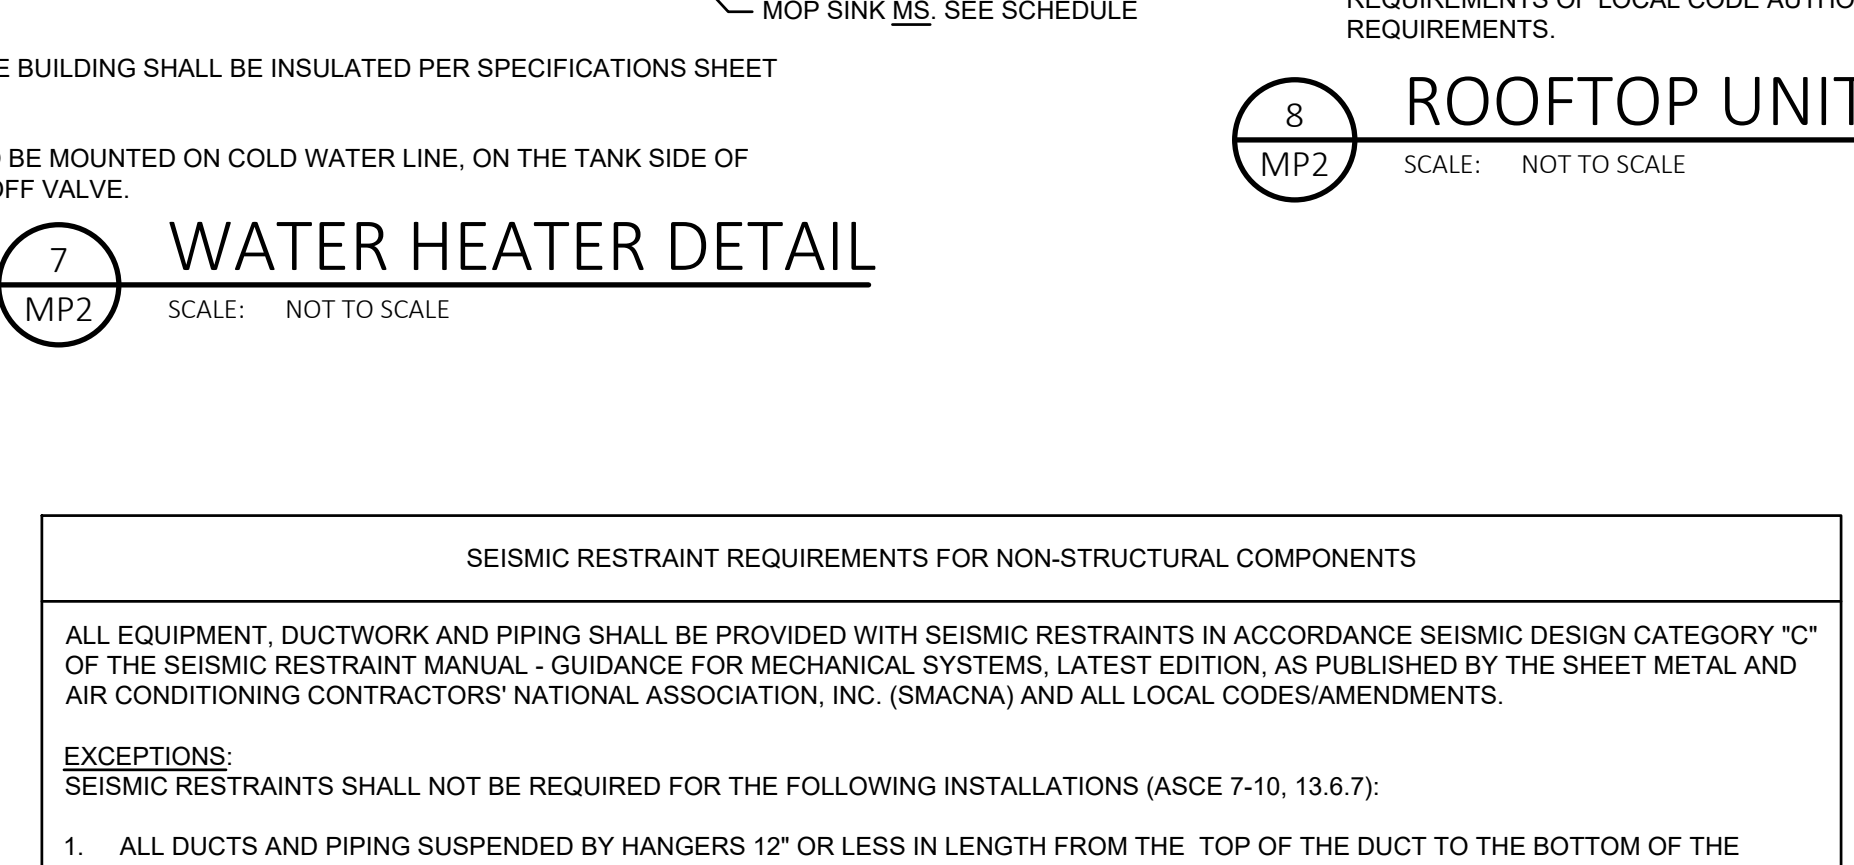 MOP SINK MS. SEE SCHEDULE
BUILDING SHALL BE INSULATED PER SPECIFICATIONS SHEET
BE MOUNTED ON COLD WATER LINE, ON THE TANK SIDE OF
OFF VALVE.
7
MP2
WATER HEATER DETAIL
SCALE: NOT TO SCALE
REQUIREMENTS OF LOCAL CODE
REQUIREMENTS.
8
MP2
ROOFTOP UNIT
SCALE: NOT TO SCALE
SEISMIC RESTRAINT REQUIREMENTS FOR NON-STRUCTURAL COMPONENTS
ALL EQUIPMENT, DUCTWORK AND PIPING SHALL BE PROVIDED WITH SEISMIC RESTRAINTS IN ACCORDANCE SEISMIC DESIGN CATEGORY "C"
OF THE SEISMIC RESTRAINT MANUAL - GUIDANCE FOR MECHANICAL SYSTEMS, LATEST EDITION, AS PUBLISHED BY THE SHEET METAL AND
AIR CONDITIONING CONTRACTORS' NATIONAL ASSOCIATION, INC. (SMACNA) AND ALL LOCAL CODES/AMENDMENTS.
EXCEPTIONS:
SEISMIC RESTRAINTS SHALL NOT BE REQUIRED FOR THE FOLLOWING INSTALLATIONS (ASCE 7-10, 13.6.7):
1. ALL DUCTS AND PIPING SUSPENDED BY HANGERS 12" OR LESS IN LENGTH FROM THE TOP OF THE DUCT TO THE BOTTOM OF THE